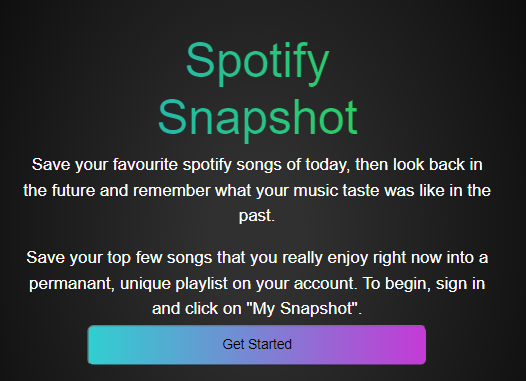 Spotify
Snapshot
Save your favourite spotify songs of today, then look back in
the future and remember what your music taste was like in the
past.
Save your top few songs that you really enjoy right now into a
permanant, unique playlist on your account. To begin, sign in
and click on "My Snapshot".
Get Started